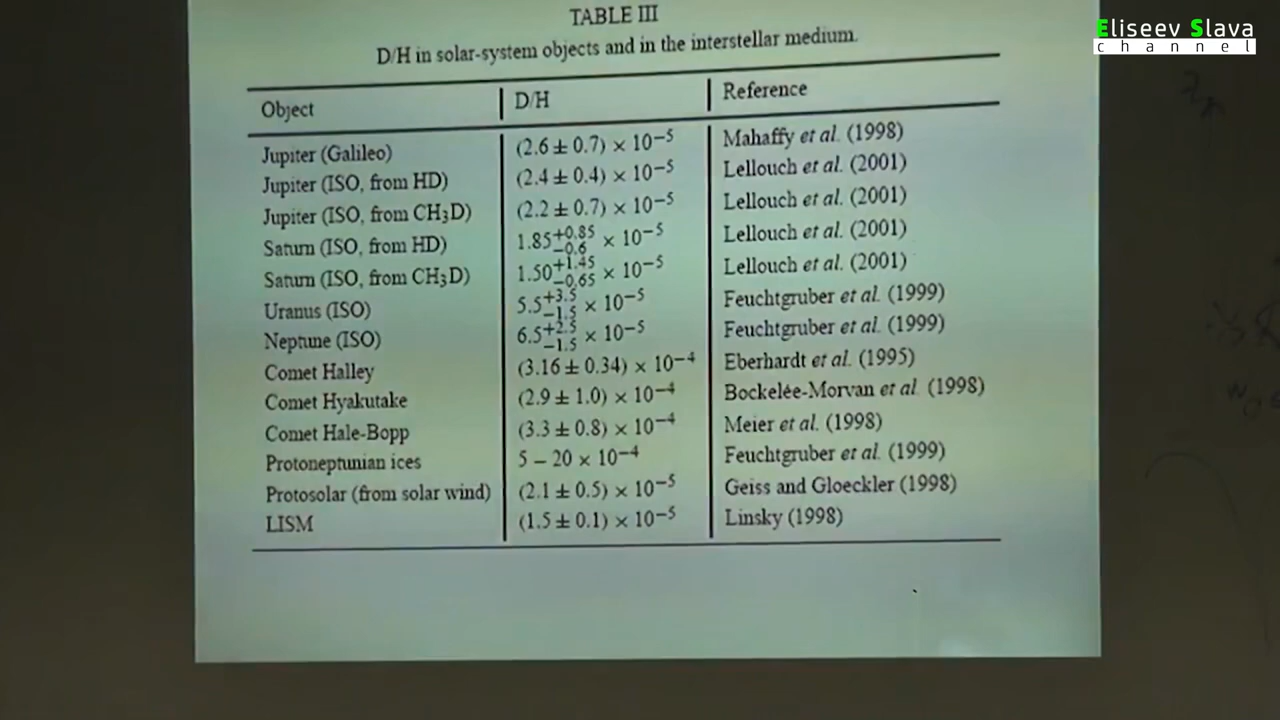 Eliseev Slava
channel
TABLE III
D/H in solar-system objects and in the interstellar medium.
Object | D/H | Reference
Jupiter (Galileo) (2.6 ± 0.7) × 10−5 Mahaffy et al. (1998)
Jupiter (ISO, from HD) (2.4 ± 0.4) × 10−5 Lellouch et al. (2001)
Jupiter (ISO, from CH3D) (2.2 ± 0.7) × 10−5 Lellouch et al. (2001)
Saturn (ISO, from HD) 1.85+0.85−0.6 × 10−5 Lellouch et al. (2001)
Saturn (ISO, from CH3D) 1.50+1.45−0.65 × 10−5 Lellouch et al. (2001)
Uranus (ISO) 5.5+3.5−1.5 × 10−5 Feuchtgruber et al. (1999)
Neptune (ISO) 6.5+2.5−1.5 × 10−5 Feuchtgruber et al. (1999)
Comet Halley (3.16 ± 0.34) × 10−4 Eberhardt et al. (1995)
Comet Hyakutake (2.9 ± 1.0) × 10−4 Bockelée-Morvan et al. (1998)
Comet Hale-Bopp (3.3 ± 0.8) × 10−4 Meier et al. (1998)
Protoneptunian ices 5 – 20 × 10−4 Feuchtgruber et al. (1999)
Protosolar (from solar wind) (2.1 ± 0.5) × 10−5 Geiss and Gloeckler (1998)
LISM (1.5 ± 0.1) × 10−5 Linsky (1998)